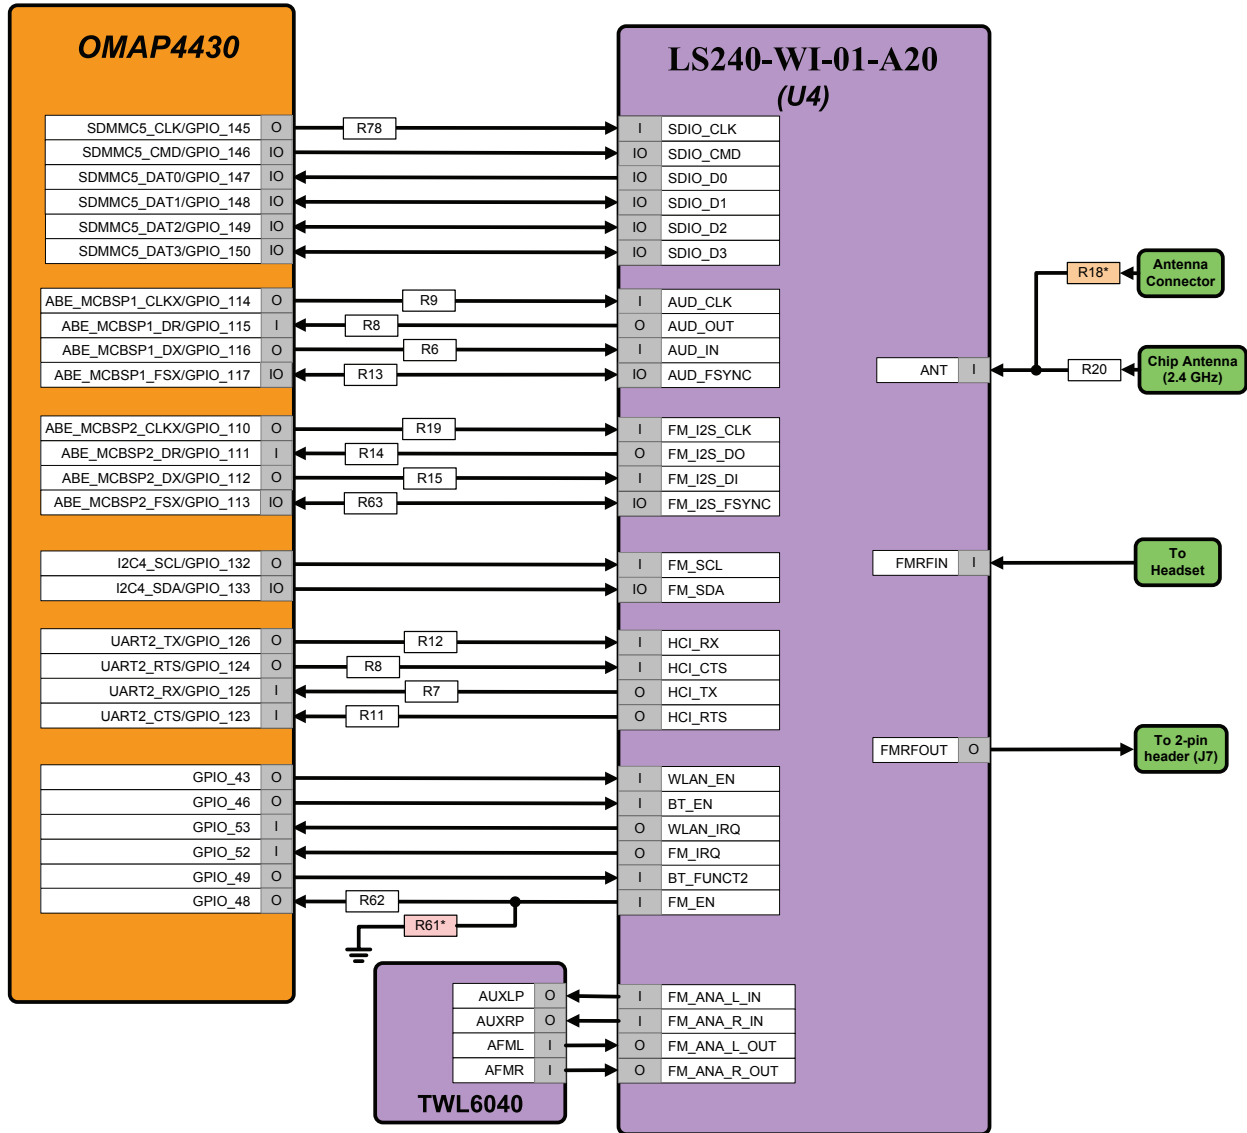 OMAP4430
LS240-WI-01-A20
(U4)
SDMMC5_CLK/GPIO_145 O R78 I SDIO_CLK
SDMMC5_CMD/GPIO_146 IO IO SDIO_CMD
SDMMC5_DAT0/GPIO_147 IO IO SDIO_D0
SDMMC5_DAT1/GPIO_148 IO IO SDIO_D1
SDMMC5_DAT2/GPIO_149 IO IO SDIO_D2
SDMMC5_DAT3/GPIO_150 IO IO SDIO_D3
R18* Antenna
Connector
ABE_MCBSP1_CLKX/GPIO_114 O R9 I AUD_CLK
ABE_MCBSP1_DR/GPIO_115 I R8 O AUD_OUT
ABE_MCBSP1_DX/GPIO_116 O R6 I AUD_IN
ABE_MCBSP1_FSX/GPIO_117 IO R13 IO AUD_FSYNC
ANT I R20 Chip Antenna
(2.4 GHz)
ABE_MCBSP2_CLKX/GPIO_110 O R19 I FM_I2S_CLK
ABE_MCBSP2_DR/GPIO_111 I R14 O FM_I2S_DO
ABE_MCBSP2_DX/GPIO_112 O R15 I FM_I2S_DI
ABE_MCBSP2_FSX/GPIO_113 IO R63 IO FM_I2S_FSYNC
I2C4_SCL/GPIO_132 O I FM_SCL
I2C4_SDA/GPIO_133 IO IO FM_SDA
FMRFIN I To
Headset
UART2_TX/GPIO_126 O R12 I HCI_RX
UART2_RTS/GPIO_124 O R8 I HCI_CTS
UART2_RX/GPIO_125 I R7 O HCI_TX
UART2_CTS/GPIO_123 I R11 O HCI_RTS
FMRFOUT O To 2-pin
header (J7)
GPIO_43 O I WLAN_EN
GPIO_46 O I BT_EN
GPIO_53 I O WLAN_IRQ
GPIO_52 I O FM_IRQ
GPIO_49 O I BT_FUNCT2
GPIO_48 O R62 I FM_EN
R61*
AUXLP O I FM_ANA_L_IN
AUXRP O I FM_ANA_R_IN
AFML I O FM_ANA_L_OUT
AFMR I O FM_ANA_R_OUT
TWL6040